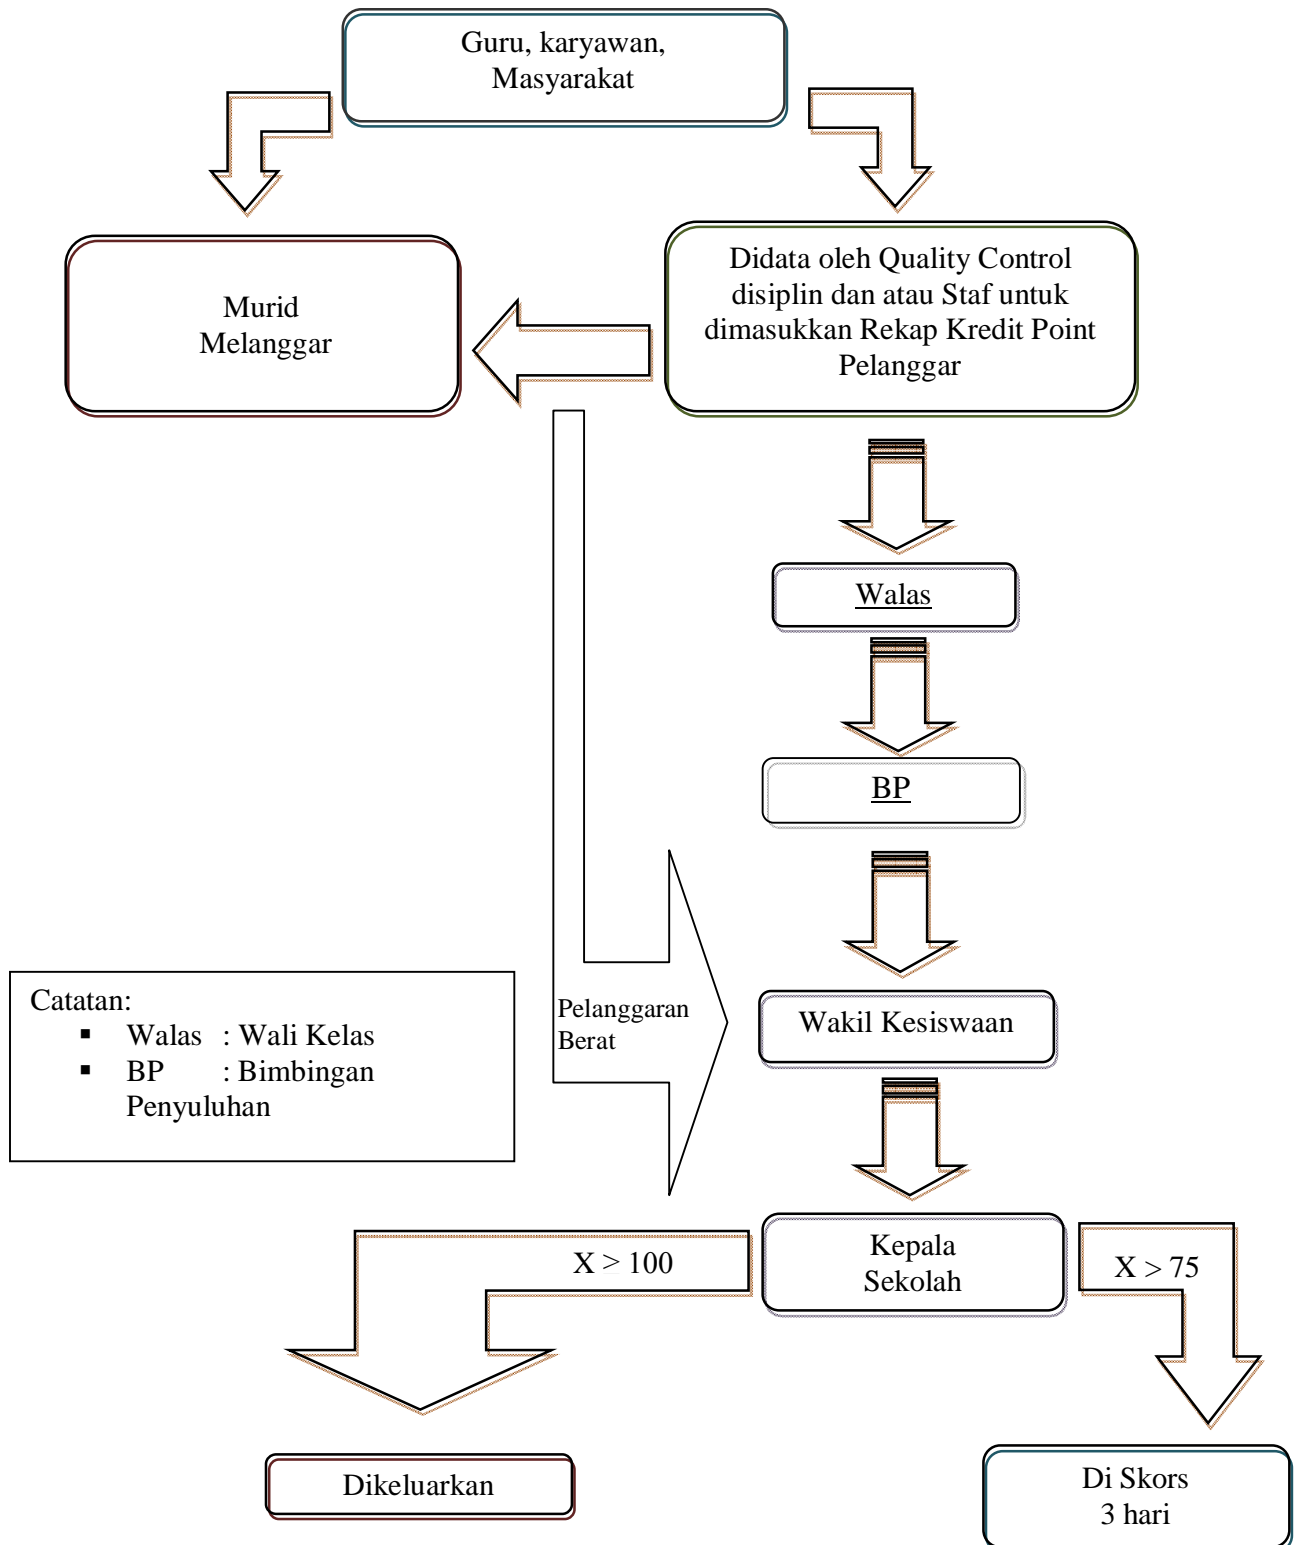 Guru, karyawan,
Masyarakat
Murid
Melanggar
Didata oleh Quality Control
disiplin dan atau Staf untuk
dimasukkan Rekap Kredit Point
Pelanggar
Walas
BP
Pelanggaran
Berat
Wakil Kesiswaan
Catatan:
▪ Walas : Wali Kelas
▪ BP : Bimbingan
Penyuluhan
Kepala
Sekolah
X > 100
X > 75
Dikeluarkan
Di Skors
3 hari